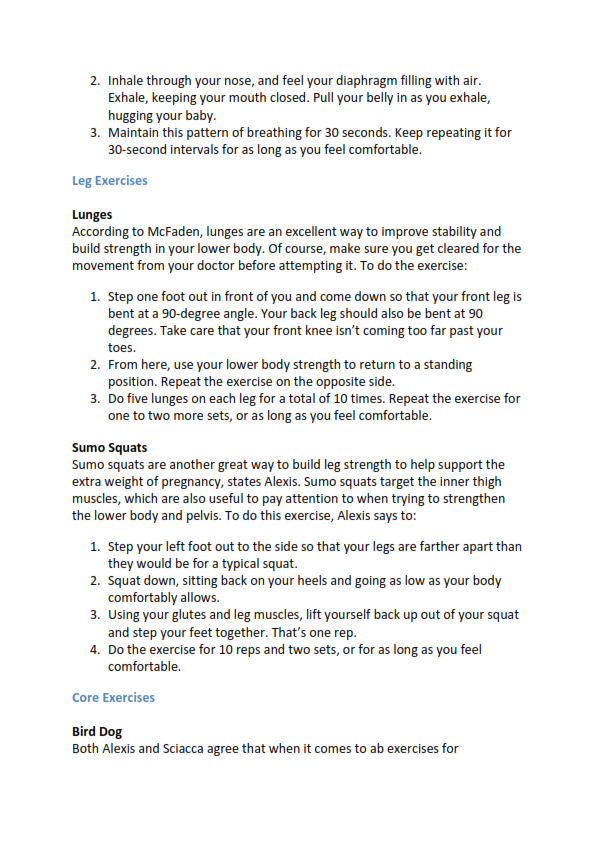 2. Inhale through your nose, and feel your diaphragm filling with air.
Exhale, keeping your mouth closed. Pull your belly in as you exhale,
hugging your baby.
3. Maintain this pattern of breathing for 30 seconds. Keep repeating it for
30-second intervals for as long as you feel comfortable.
Leg Exercises
Lunges
According to McFaden, lunges are an excellent way to improve stability and
build strength in your lower body. Of course, make sure you get cleared for the
movement from your doctor before attempting it. To do the exercise:
1. Step one foot out in front of you and come down so that your front leg is
bent at a 90-degree angle. Your back leg should also be bent at 90
degrees. Take care that your front knee isn’t coming too far past your
toes.
2. From here, use your lower body strength to return to a standing
position. Repeat the exercise on the opposite side.
3. Do five lunges on each leg for a total of 10 times. Repeat the exercise for
one to two more sets, or as long as you feel comfortable.
Sumo Squats
Sumo squats are another great way to build leg strength to help support the
extra weight of pregnancy, states Alexis. Sumo squats target the inner thigh
muscles, which are also useful to pay attention to when trying to strengthen
the lower body and pelvis. To do this exercise, Alexis says to:
1. Step your left foot out to the side so that your legs are farther apart than
they would be for a typical squat.
2. Squat down, sitting back on your heels and going as low as your body
comfortably allows.
3. Using your glutes and leg muscles, lift yourself back up out of your squat
and step your feet together. That’s one rep.
4. Do the exercise for 10 reps and two sets, or for as long as you feel
comfortable.
Core Exercises
Bird Dog
Both Alexis and Sciacca agree that when it comes to ab exercises for